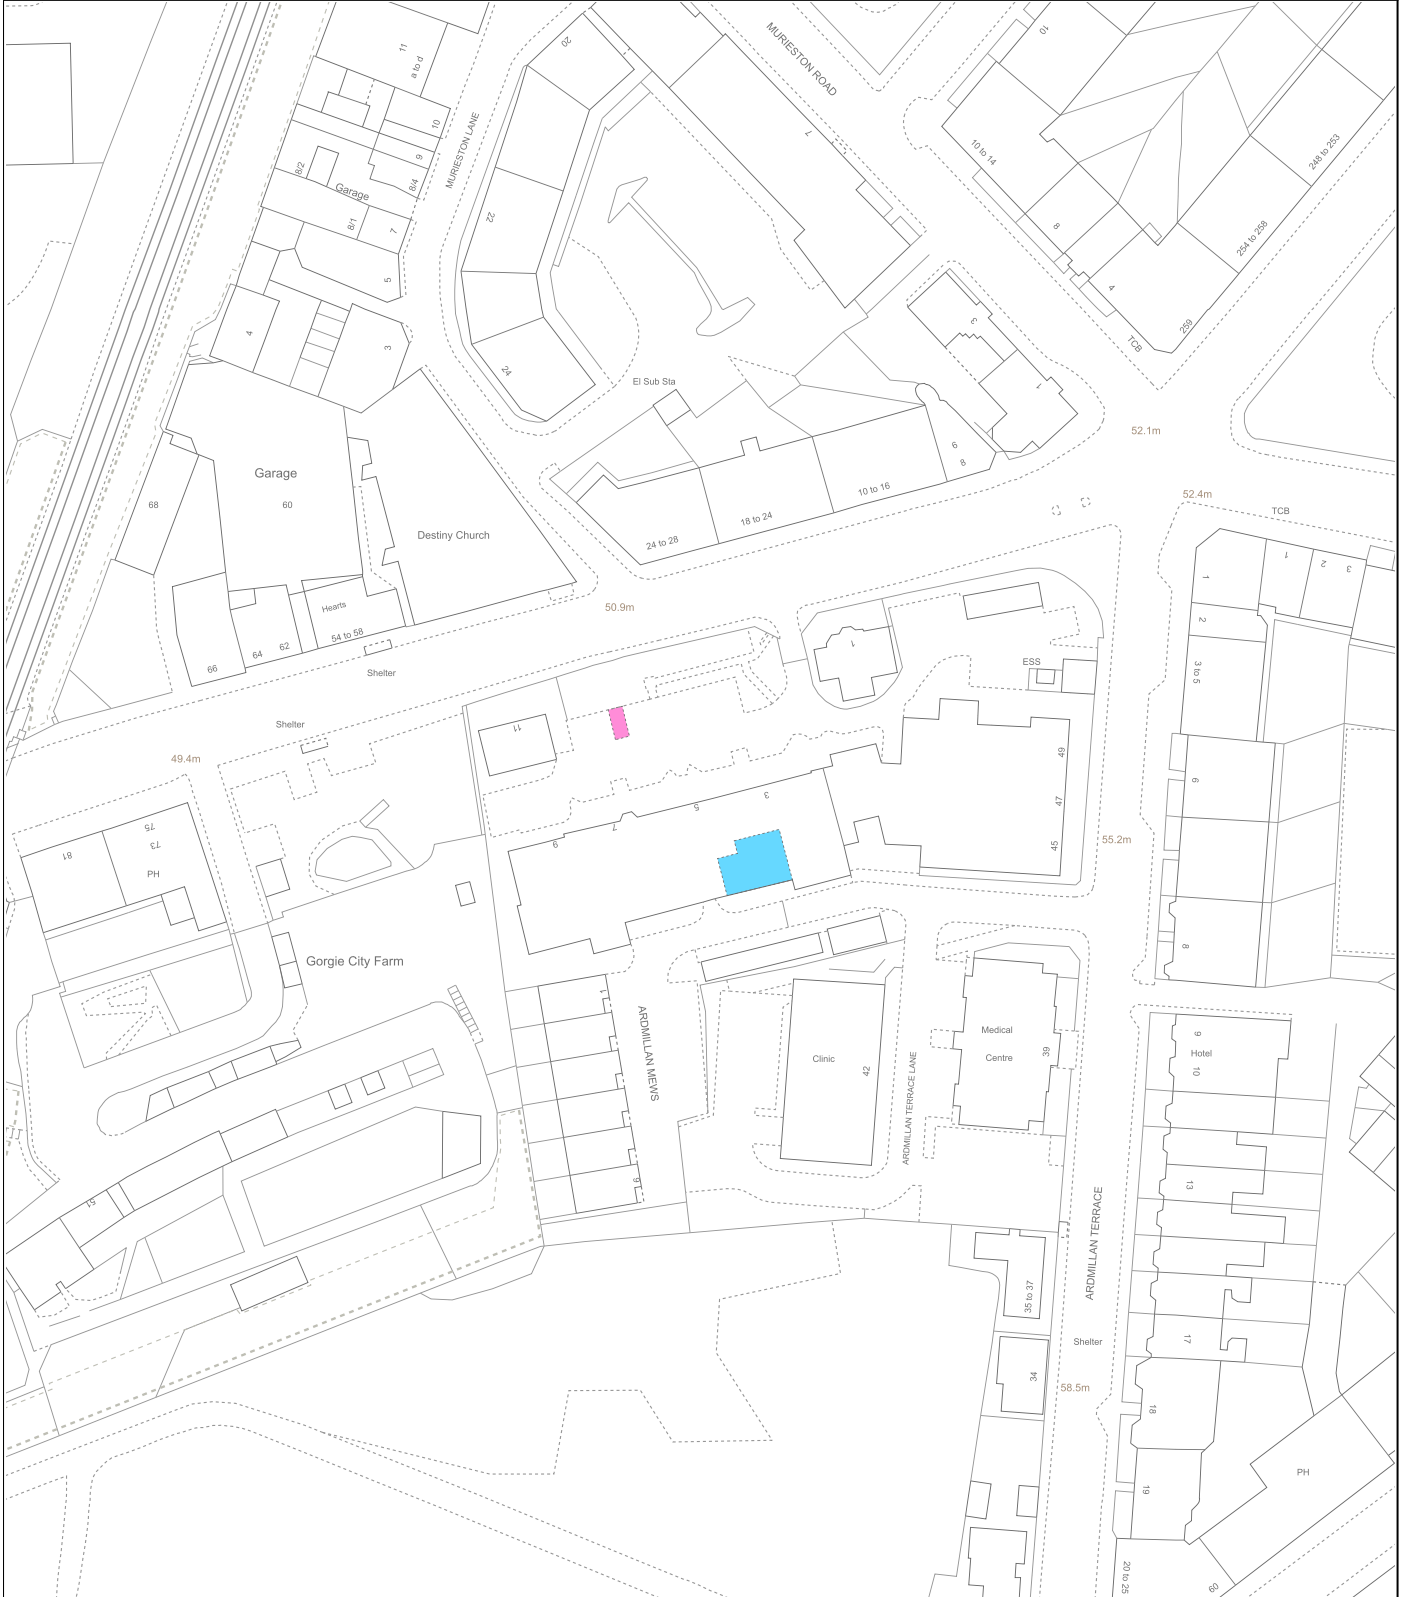 20
11
a to d
MURIESTON ROAD
10
10
MURIESTON LANE
7
10 to 14
248 to 253
9
8/2
8/4
Garage
22
8/1
7
8
254 to 258
5
4
3
4
3
259
TCB
24
El Sub Sta
1
52.1m
6
8
Garage
60
68
10 to 16
52.4m
TCB
18 to 24
24 to 28
Destiny Church
1
2
3
1
2
50.9m
Hearts
54 to 58
62
64
66
Shelter
1
ESS
3 to 5
Shelter
11
49.4m
49
47
45
6
3
5
7
9
75
73
81
PH
55.2m
8
Gorgie City Farm
1
ARDMILLAN MEWS
Medical
Centre
39
9
Hotel
10
Clinic
42
ARDMILLAN TERRACE LANE
6
13
51
ARDMILLAN TERRACE
35 to 37
Shelter
17
34
58.5m
18
PH
19
20 to 25
60